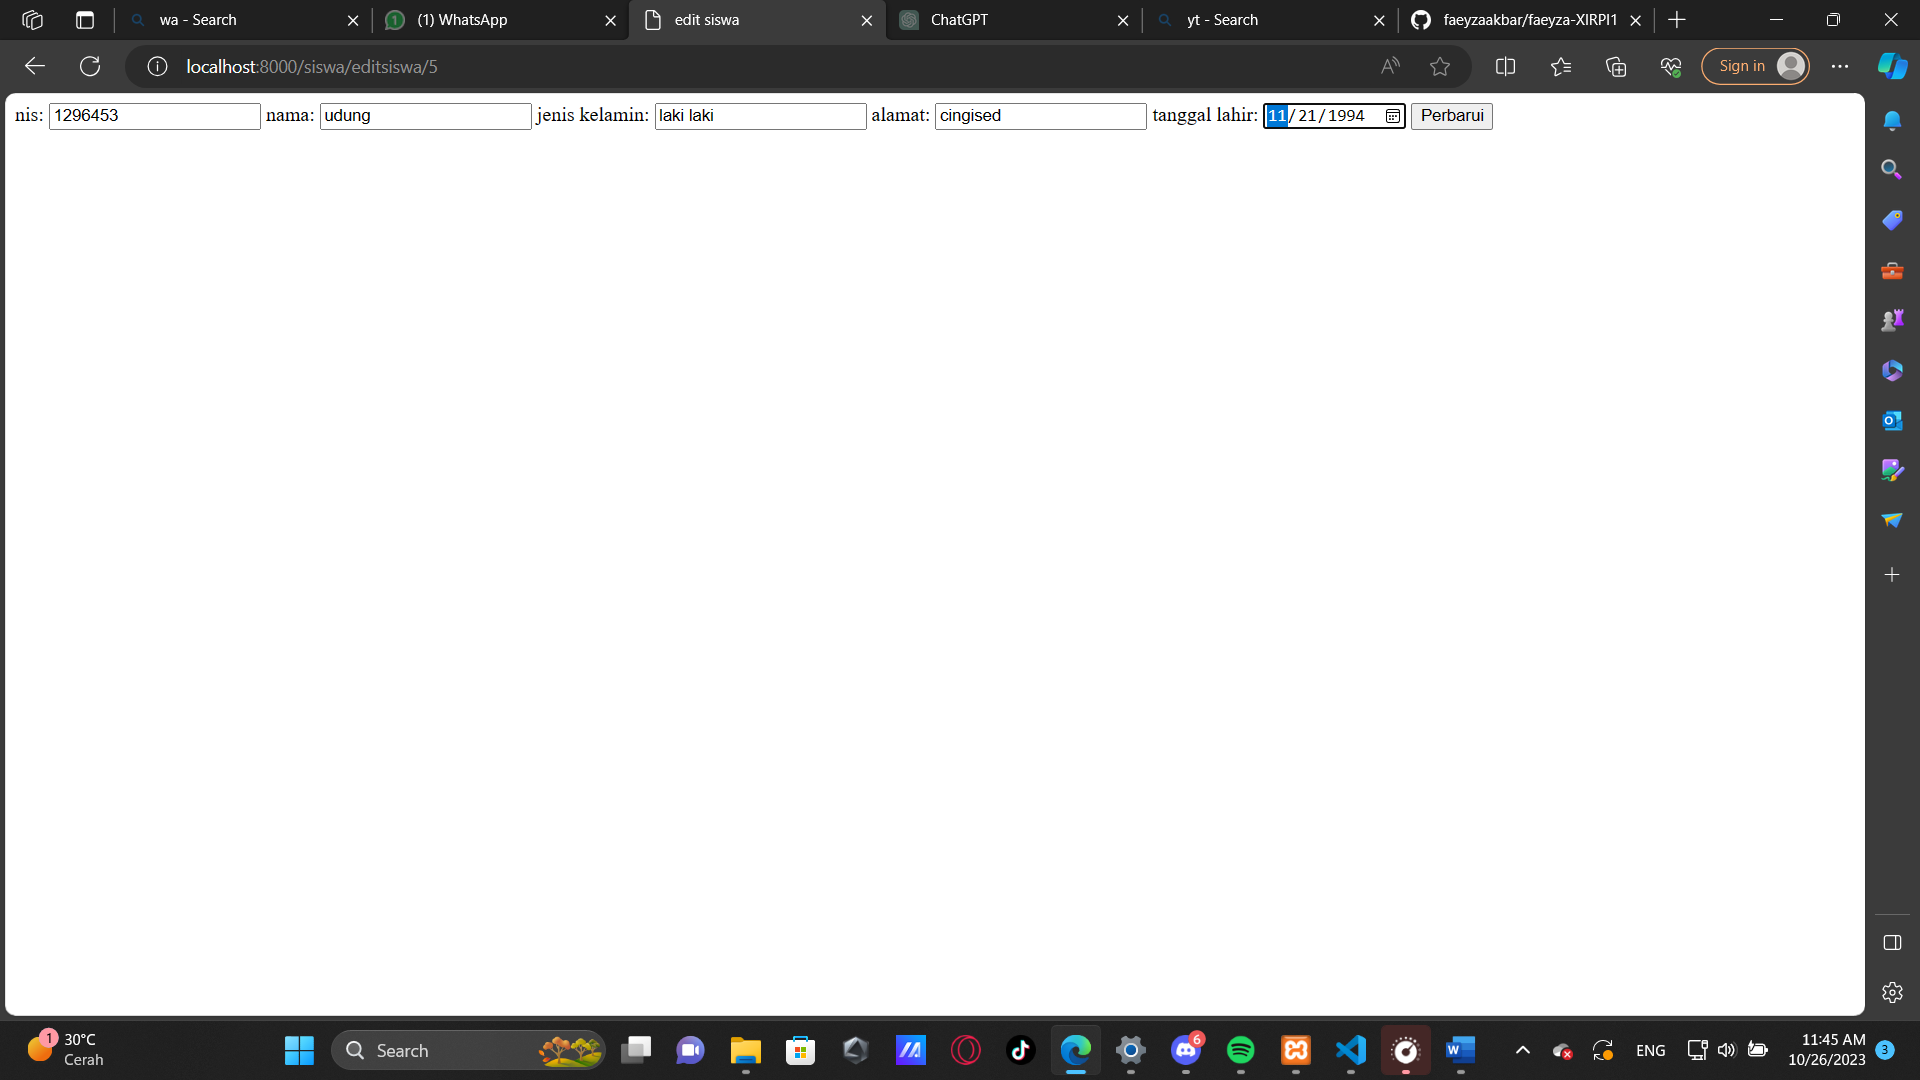 wa - Search
(1) WhatsApp
edit siswa
ChatGPT
yt - Search
faeyzaakbar/faeyza-XIRPI1
localhost:8000/siswa/editsiswa/5
Sign in
nis: 1296453 nama: udung jenis kelamin: laki laki alamat: cingised tanggal lahir: 11/21/1994 Perbarui
1
30°C
Cerah
Search
6
ENG
11:45 AM
10/26/2023
3